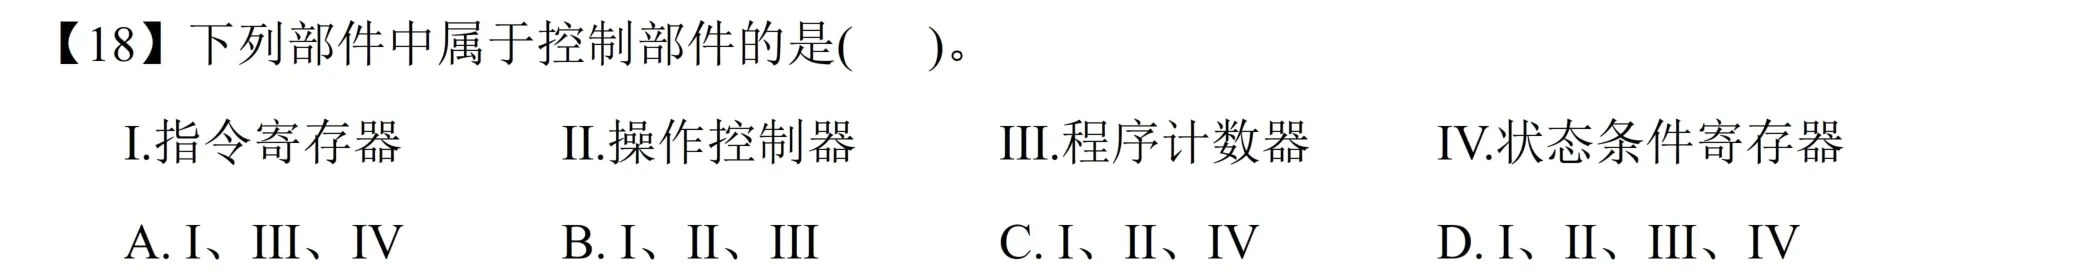 【18】下列部件中属于控制部件的是(    )。
I.指令寄存器 II.操作控制器 III.程序计数器 IV.状态条件寄存器
A. I、III、IV B. I、II、III C. I、II、IV D. I、II、III、IV